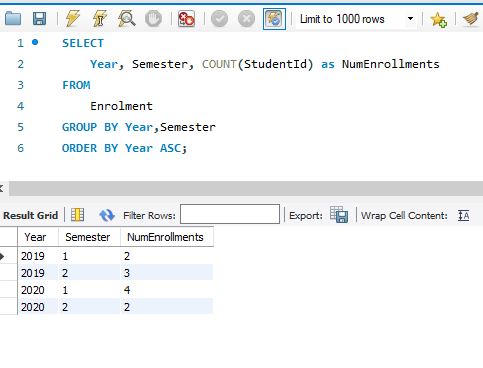 Limit to 1000 rows
1 SELECT
2 Year, Semester, COUNT(StudentId) as NumEnrollments
3 FROM
4 Enrolment
5 GROUP BY Year,Semester
6 ORDER BY Year ASC;
Result Grid Filter Rows: Export: Wrap Cell Content: IA
Year Semester NumEnrollments
2019 1 2
2019 2 3
2020 1 4
2020 2 2